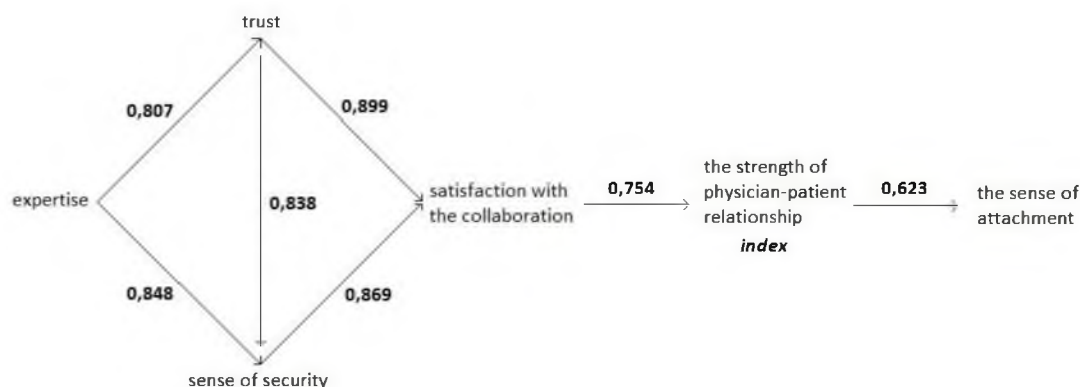 trust
0,807
0,899
expertise
0,838
satisfaction with
the collaboration
0,754
the strength of
physician-patient
relationship
index
0,623
the sense of
attachment
0,848
0,869
sense of security